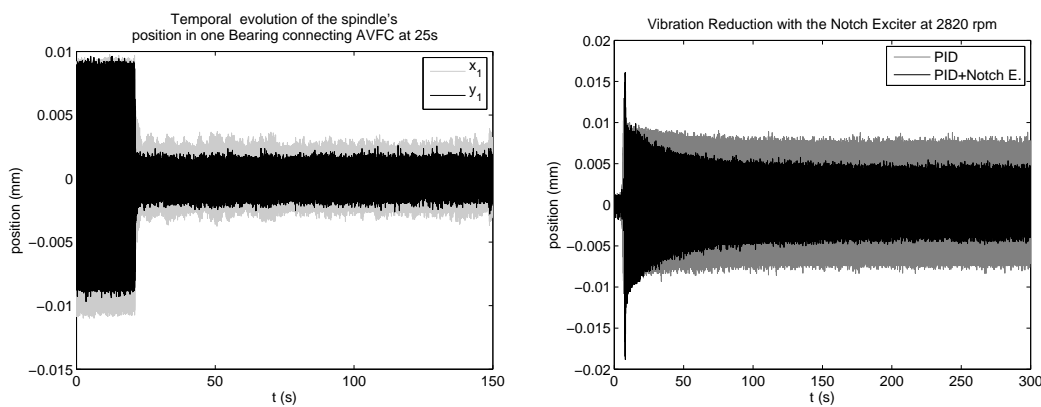 Temporal  evolution of the spindle's
position in one Bearing connecting AVFC at 25s
0.01
0.005
0
−0.005
−0.01
−0.015
position (mm)
x1
y1
0
50
100
150
t (s)
Vibration Reduction with the Notch Exciter at 2820 rpm
0.02
0.015
0.01
0.005
0
−0.005
−0.01
−0.015
−0.02
position (mm)
PID
PID+Notch E.
0
50
100
150
200
250
300
t (s)